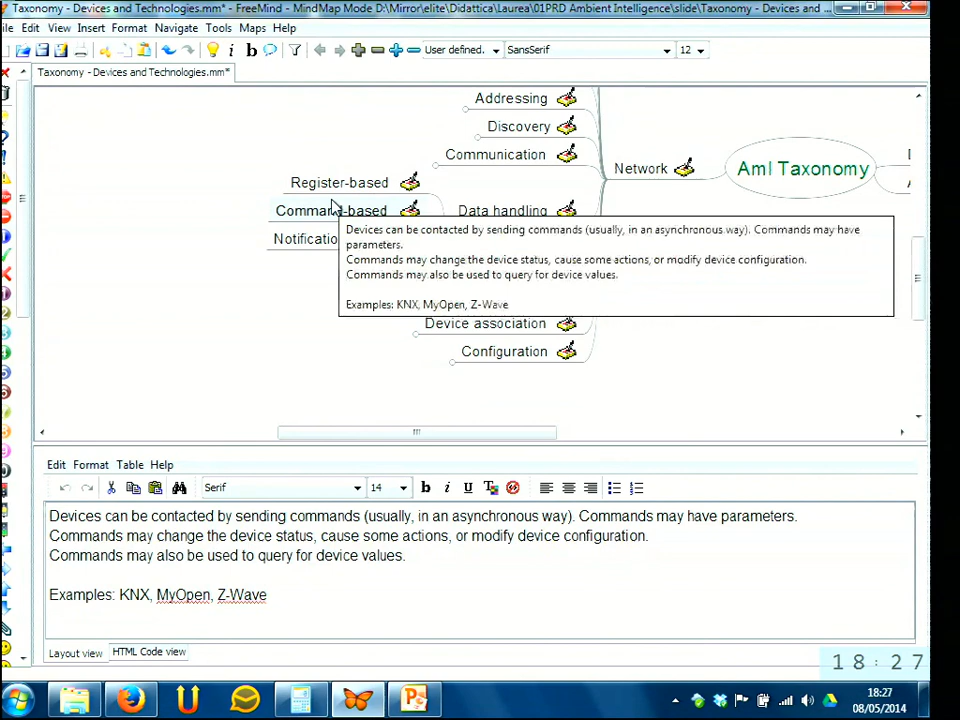 Taxonomy - Devices and Technologies.mm* - FreeMind - MindMap Mode D:\Mirror\elite\Didattica\Laurea\01PRD Ambient Intelligence\slide\Taxonomy - Devices and ...
ile Edit View Insert Format Navigate Tools Maps Help
User defined. SansSerif 12
Taxonomy - Devices and Technologies.mm*
Addressing
Discovery
Communication
Network
AmI Taxonomy
Register-based
Command-based
Data handling
Notificatio
Devices can be contacted by sending commands (usually, in an asynchronous way). Commands may have
parameters.
Commands may change the device status, cause some actions, or modify device configuration.
Commands may also be used to query for device values.
Examples: KNX, MyOpen, Z-Wave
Device association
Configuration
Edit Format Table Help
Serif 14
Devices can be contacted by sending commands (usually, in an asynchronous way). Commands may have parameters.
Commands may change the device status, cause some actions, or modify device configuration.
Commands may also be used to query for device values.
Examples: KNX, MyOpen, Z-Wave
Layout view HTML Code view
18:27
18:27
08/05/2014